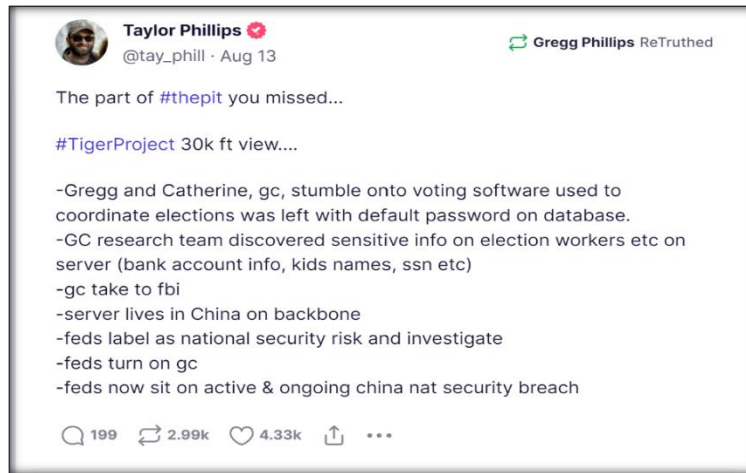 Taylor Phillips
@tay_phill · Aug 13
Gregg Phillips ReTruthed
The part of #thepit you missed...
#TigerProject 30k ft view....
-Gregg and Catherine, gc, stumble onto voting software used to
coordinate elections was left with default password on database.
-GC research team discovered sensitive info on election workers etc on
server (bank account info, kids names, ssn etc)
-gc take to fbi
-server lives in China on backbone
-feds label as national security risk and investigate
-feds turn on gc
-feds now sit on active & ongoing china nat security breach
199 2.99k 4.33k